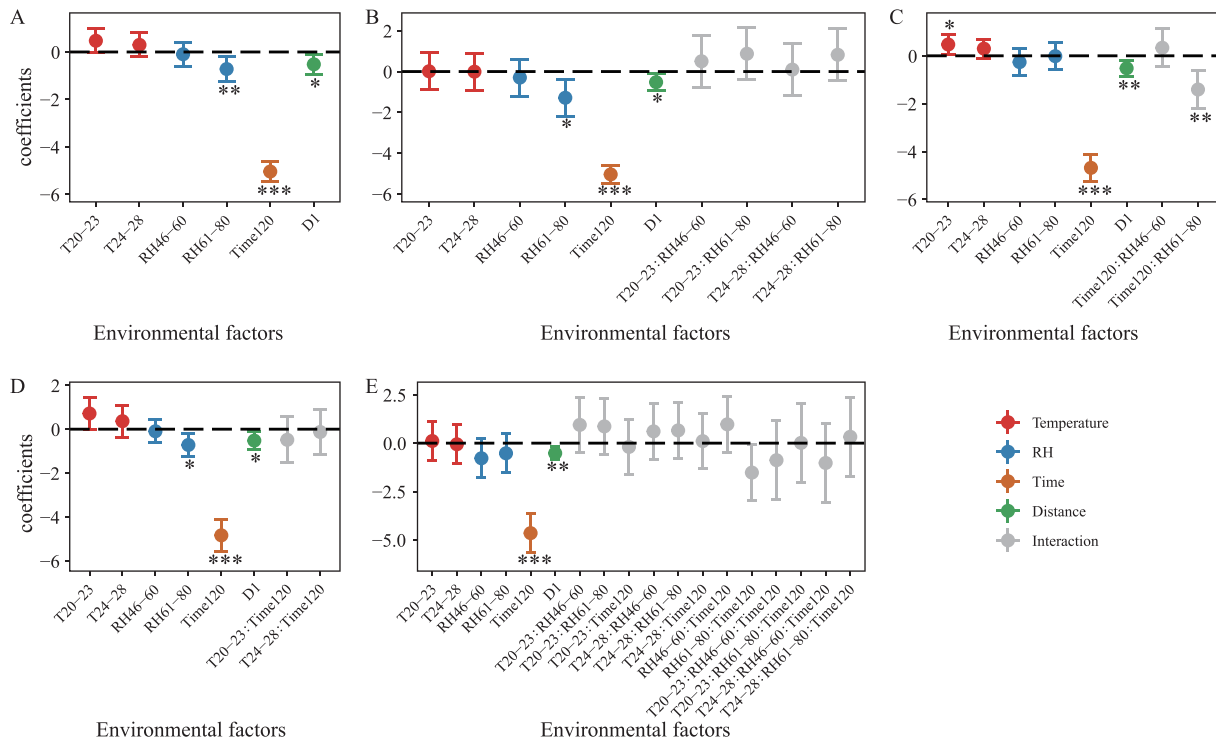 A
B
C
coefficients
0
−2
−4
−6
*
**
***
*
T20−23
T24−28
RH46−60
RH61−80
Time120
D1
Environmental factors
2
0
−2
−4
−6
*
***
*
T20−23
T24−28
RH46−60
RH61−80
Time120
D1
T20−23::RH46−60
T20−23::RH61−80
T24−28::RH46−60
T24−28::RH61−80
Environmental factors
0
−2
−4
−6
*
***
**
**
T20−23
T24−28
RH46−60
RH61−80
Time120
D1
Time120::RH46−60
Time120::RH61−80
Environmental factors
D
E
coefficients
2
0
−2
−4
−6
*
***
*
T20−23
T24−28
RH46−60
RH61−80
Time120
D1
T20−23::Time120
T24−28::Time120
Environmental factors
2.5
0.0
−2.5
−5.0
***
**
T20−23
T24−28
RH46−60
RH61−80
Time120
D1
T20−23::RH46−60
T20−23::RH61−80
T20−23::Time120
T24−28::RH46−60
T24−28::RH61−80
T24−28::Time120
RH46−60::Time120
RH61−80::Time120
T20−23::RH46−60::Time120
T20−23::RH61−80::Time120
T24−28::RH46−60::Time120
T24−28::RH61−80::Time120
Environmental factors
Temperature
RH
Time
Distance
Interaction